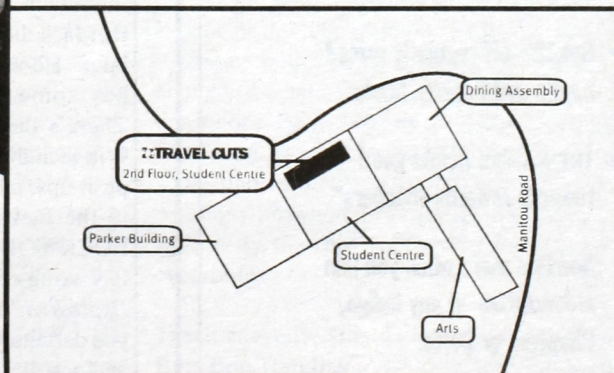 Dining Assembly
TRAVEL CUTS
2nd Floor, Student Centre
Manitou Road
Parker Building
Student Centre
Arts